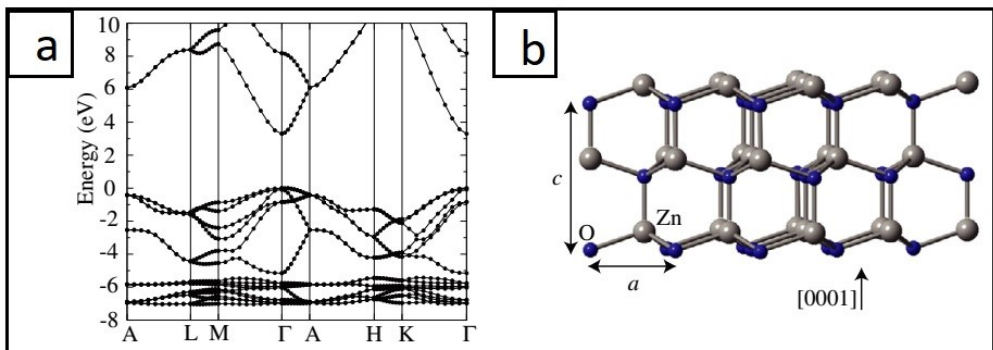 a
10
8
6
4
2
0
-2
-4
-6
-8
Energy (eV)
A L M Γ A H K Γ
b
c
O
Zn
a
[0001]